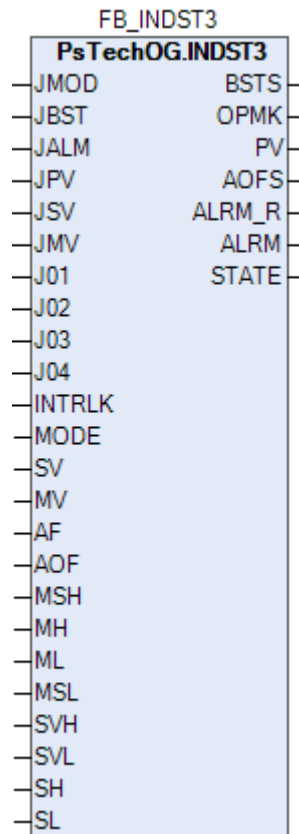 FB_INDST3
PsTechOG.INDST3
JMOD BSTS
JBST OPMK
JALM PV
JPV AOFS
JSV ALRM_R
JMV ALRM
J01 STATE
J02
J03
J04
INTRLK
MODE
SV
MV
AF
AOF
MSH
MH
ML
MSL
SVH
SVL
SH
SL